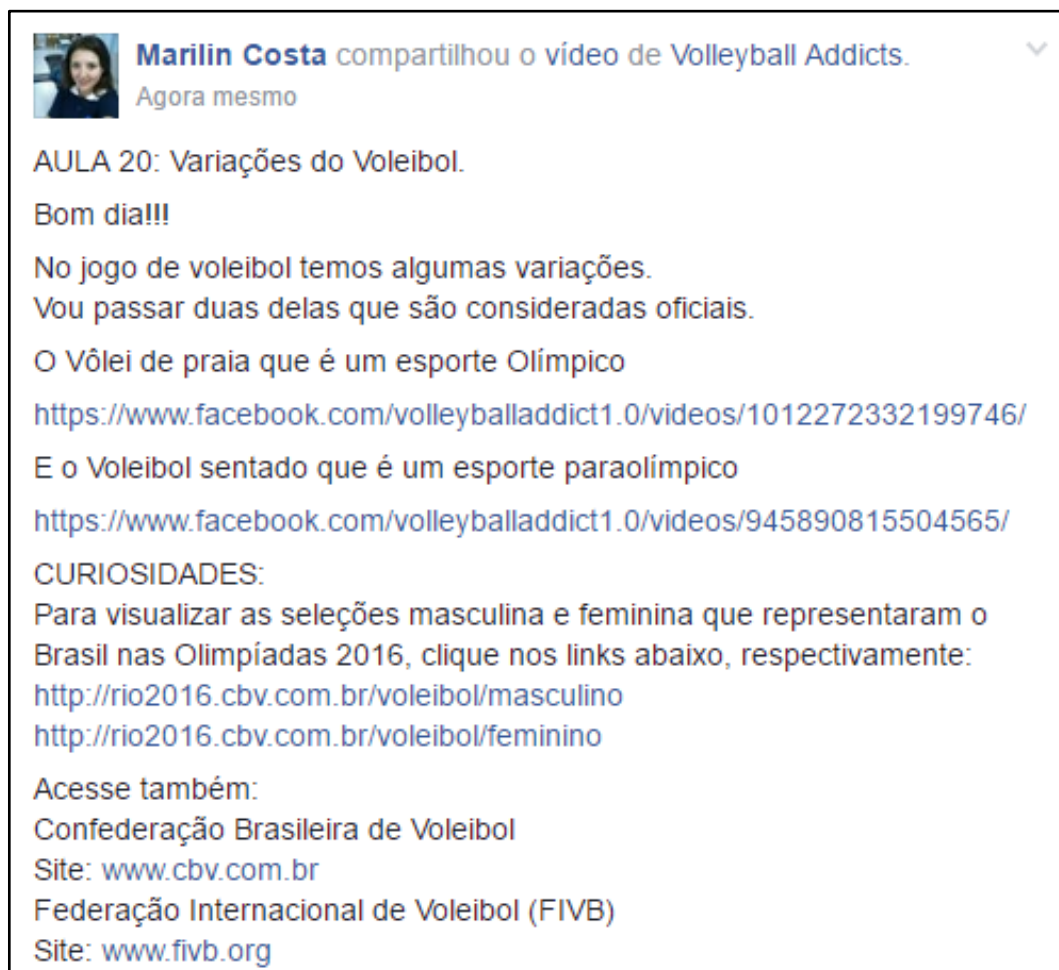 Marilin Costa compartilhou o vídeo de Volleyball Addicts.
Agora mesmo
AULA 20: Variações do Voleibol.
Bom dia!!!
No jogo de voleibol temos algumas variações.
Vou passar duas delas que são consideradas oficiais.
O Vôlei de praia que é um esporte Olímpico
https://www.facebook.com/volleyballaddict1.0/videos/1012272332199746/
E o Voleibol sentado que é um esporte paraolímpico
https://www.facebook.com/volleyballaddict1.0/videos/945890815504565/
CURIOSIDADES:
Para visualizar as seleções masculina e feminina que representaram o
Brasil nas Olimpíadas 2016, clique nos links abaixo, respectivamente:
http://rio2016.cbv.com.br/voleibol/masculino
http://rio2016.cbv.com.br/voleibol/feminino
Acesse também:
Confederação Brasileira de Voleibol
Site: www.cbv.com.br
Federação Internacional de Voleibol (FIVB)
Site: www.fivb.org